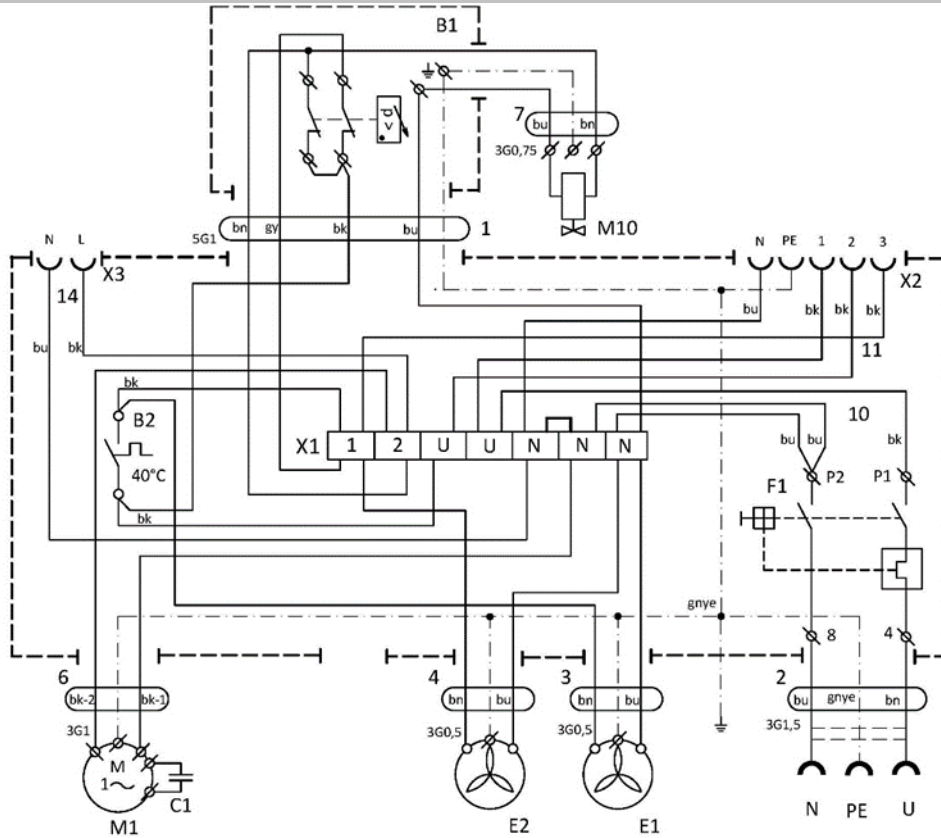 B1
7
bu bn
3G0,75
M10
<d
bn gy bk bu
5G1
1
N L
X3
N PE 1 2 3
X2
14
bu bk
bu bk bk bk
11
bk
B2
40°C
bk
X1 1 2 U U N N N
10
bu bu bk
F1 P2 P1
gnye
8 4
6
bk-2 bk-1
3G1
4
bn bu
3G0,5
3
bn bu
3G0,5
2
bu gnye bn
3G1,5
M
1~
C1
M1
E2
E1
N PE U